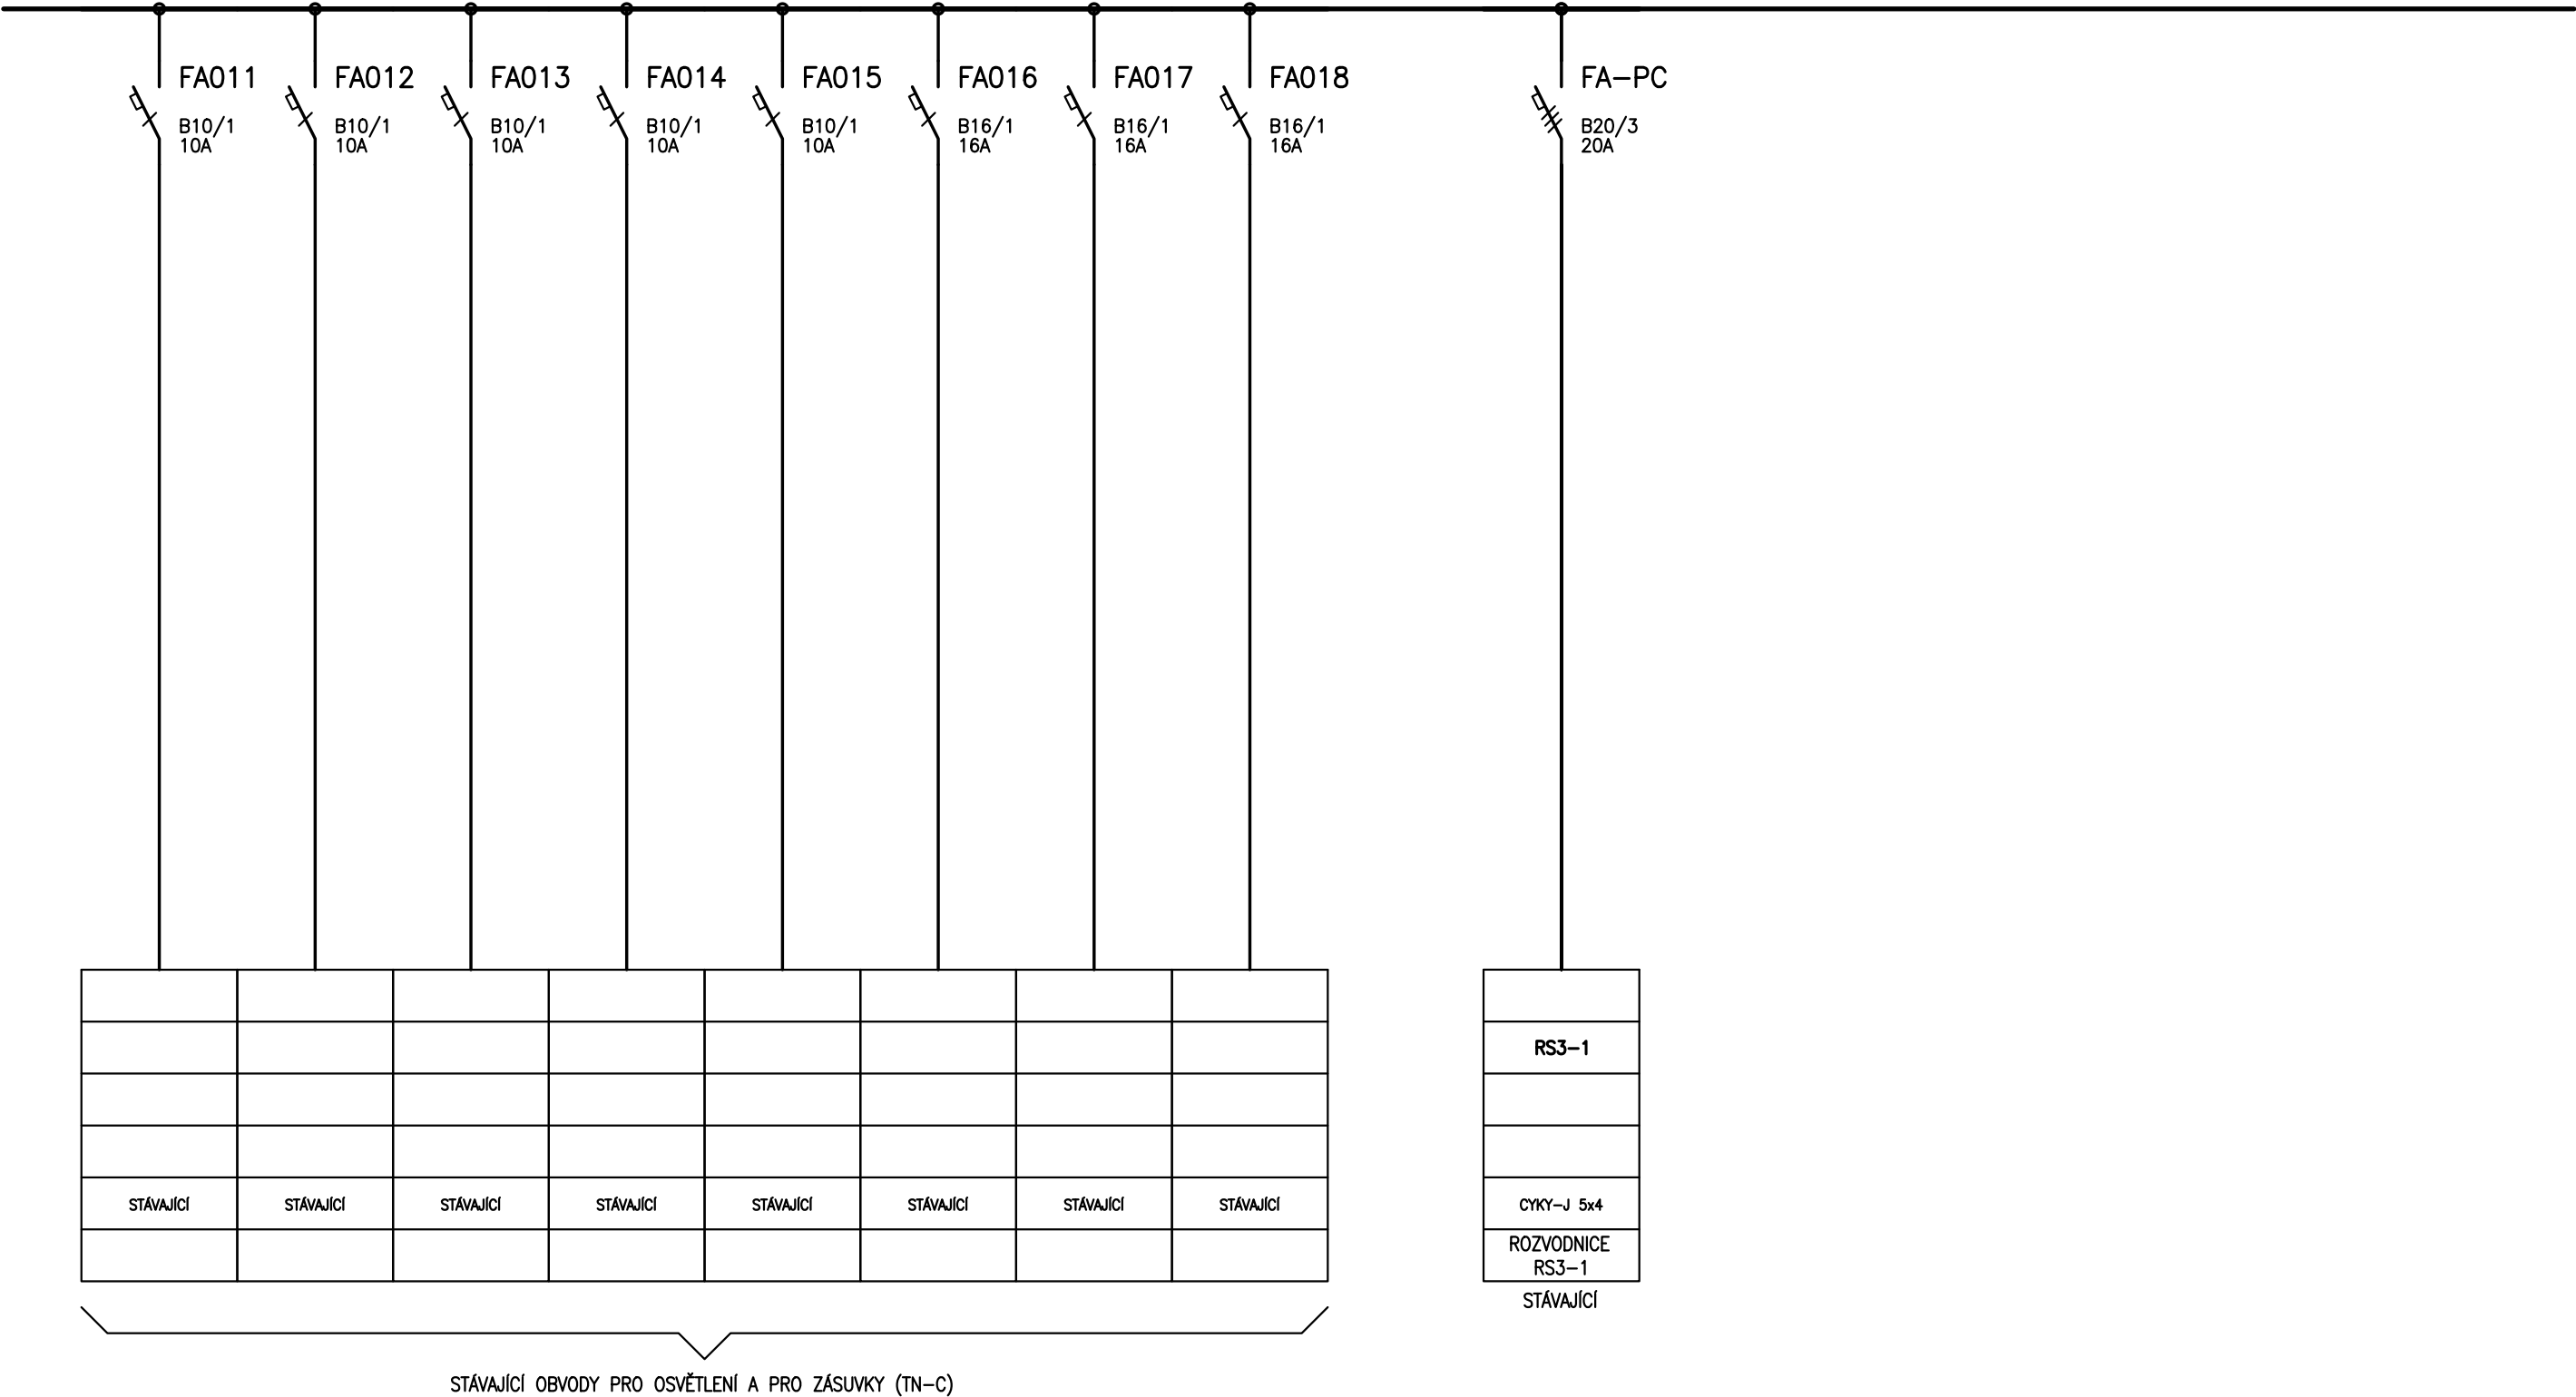 FA011 FA012 FA013 FA014 FA015 FA016 FA017 FA018 FA-PC
B10/1 B10/1 B10/1 B10/1 B10/1 B16/1 B16/1 B16/1 B20/3
10A 10A 10A 10A 10A 16A 16A 16A 20A
RS3-1
STÁVAJÍCÍ STÁVAJÍCÍ STÁVAJÍCÍ STÁVAJÍCÍ STÁVAJÍCÍ STÁVAJÍCÍ STÁVAJÍCÍ STÁVAJÍCÍ CYKY-J 5x4
ROZVODNICE
RS3-1
STÁVAJÍCÍ
STÁVAJÍCÍ OBVODY PRO OSVĚTLENÍ A PRO ZÁSUVKY (TN-C)